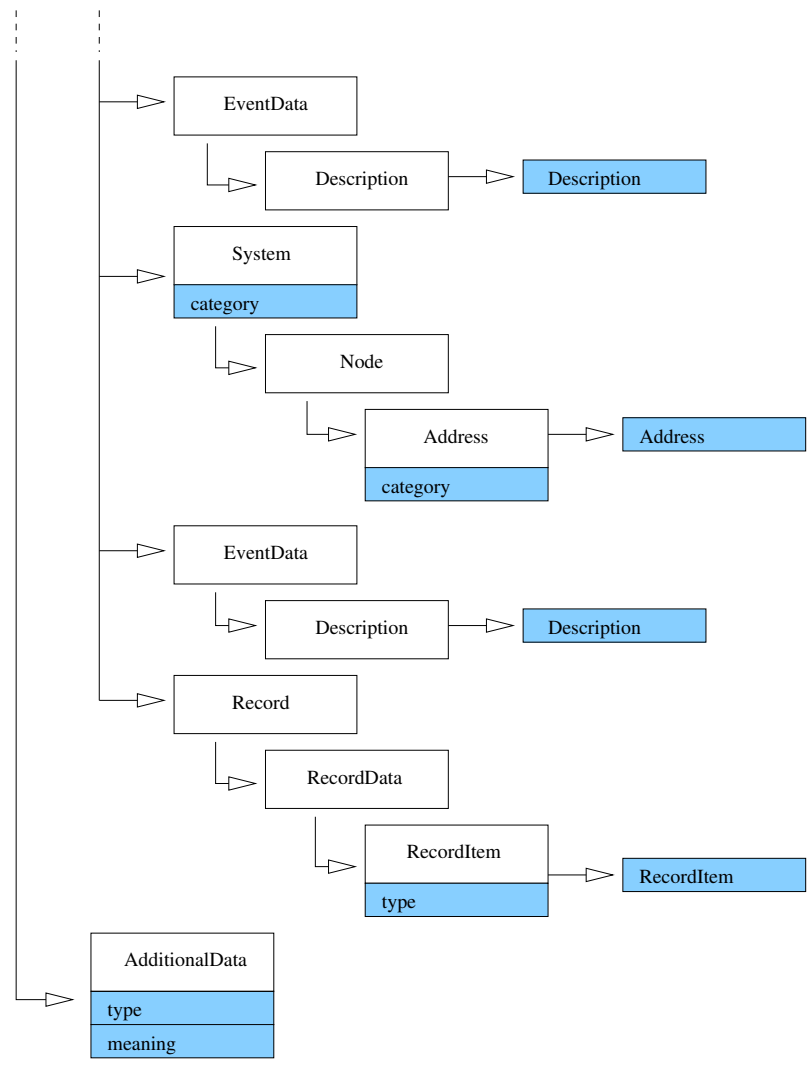 EventData
Description
Description
System
category
Node
Address
Address
category
EventData
Description
Description
Record
RecordData
RecordItem
RecordItem
type
AdditionalData
type
meaning